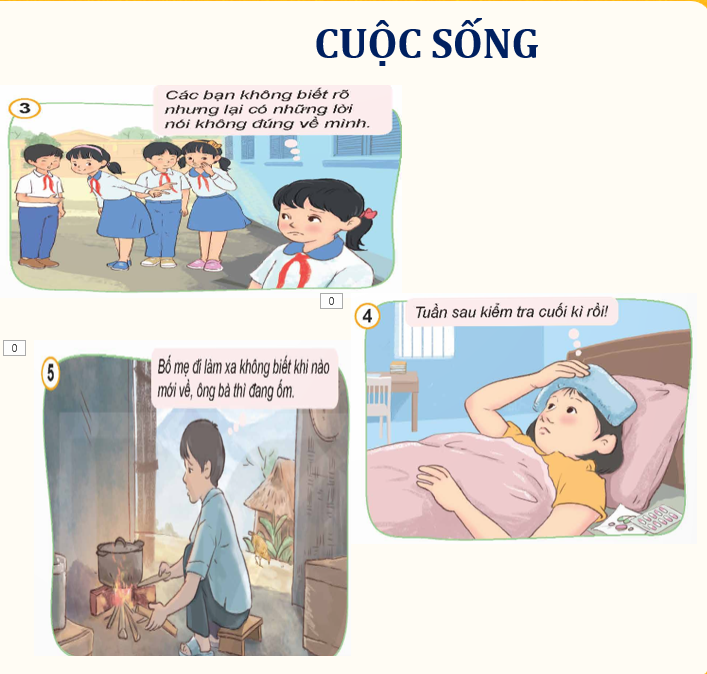 CUỘC SỐNG
3
Các bạn không biết rõ
nhưng lại có những lời
nói không đúng về mình.
0
4
Tuần sau kiểm tra cuối kì rồi!
0
5
Bố mẹ đi làm xa không biết khi nào
mới về, ông bà thì đang ốm.